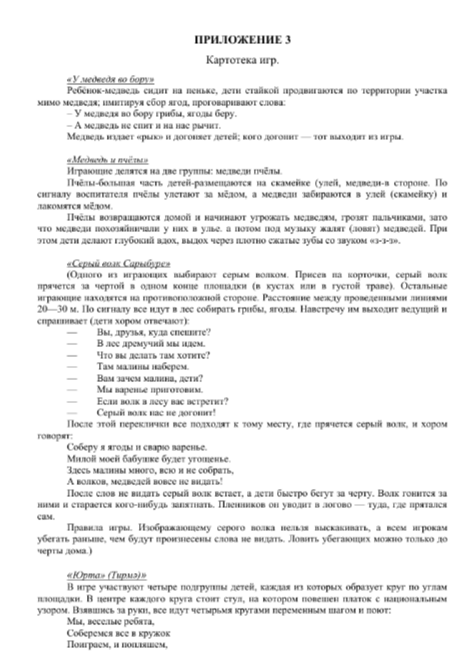 ПРИЛОЖЕНИЕ 3
Картотека игр.
«У медведя во бору»
Ребёнок-медведь сидит на пеньке, дети стайкой продвигаются по территории участка
мимо медведя; имитируя сбор ягод, проговаривают слова:
– У медведя во бору грибы, ягоды беру.
– А медведь не спит и на нас рычит.
Медведь издает «рык» и догоняет детей; кого догонит — тот выходит из игры.
«Медведь и пчёлы»
Играющие делятся на две группы: медведи пчёлы.
Пчёлы-большая часть детей-размещаются на скамейке (улей, медведи-в стороне. По
сигналу воспитателя пчёлы улетают за мёдом, а медведи забираются в улей (скамейку) и
лакомятся мёдом.
Пчёлы возвращаются домой и начинают угрожать медведям, грозят пальчиками, зато
что медведи похозяйничали у них в улье. а потом под музыку жалят (ловят) медведей. При
этом дети делают глубокий вдох, выдох через плотно сжатые зубы со звуком «з-з-з».
«Серый волк Сарыбуре»
(Одного из играющих выбирают серым волком. Присев на корточки, серый волк
прячется за чертой в одном конце площадки (в кустах или в густой траве). Остальные
играющие находятся на противоположной стороне. Расстояние между проведенными линиями
20—30 м. По сигналу все идут в лес собирать грибы, ягоды. Навстречу им выходит ведущий и
спрашивает (дети хором отвечают):
— Вы, друзья, куда спешите?
— В лес дремучий мы идем.
— Что вы делать там хотите?
— Там малины наберем.
— Вам зачем малина, дети?
— Мы варенье приготовим.
— Если волк в лесу вас встретит?
— Серый волк нас не догонит!
После этой переклички все подходят к тому месту, где прячется серый волк, и хором
говорят:
Соберу я ягоды и сварю варенье.
Милой моей бабушке будет угощенье.
Здесь малины много, всю и не собрать,
А волков, медведей вовсе не видать!
После слов не видать серый волк встает, а дети быстро бегут за черту. Волк гонится за
ними и старается кого-нибудь запятнать. Пленников он уводит в логово — туда, где прятался
сам.
Правила игры. Изображающему серого волка нельзя выскакивать, а всем игрокам
убегать раньше, чем будут произнесены слова не видать. Ловить убегающих можно только до
черты дома.)
«Юрта» (Тирмэ)»
В игре участвуют четыре подгруппы детей, каждая из которых образует круг по углам
площадки. В центре каждого круга стоит стул, на котором повешен платок с национальным
узором. Взявшись за руки, все идут четырьмя кругами переменным шагом и поют:
Мы, веселые ребята,
Соберемся все в кружок
Поиграем, и попляшем,